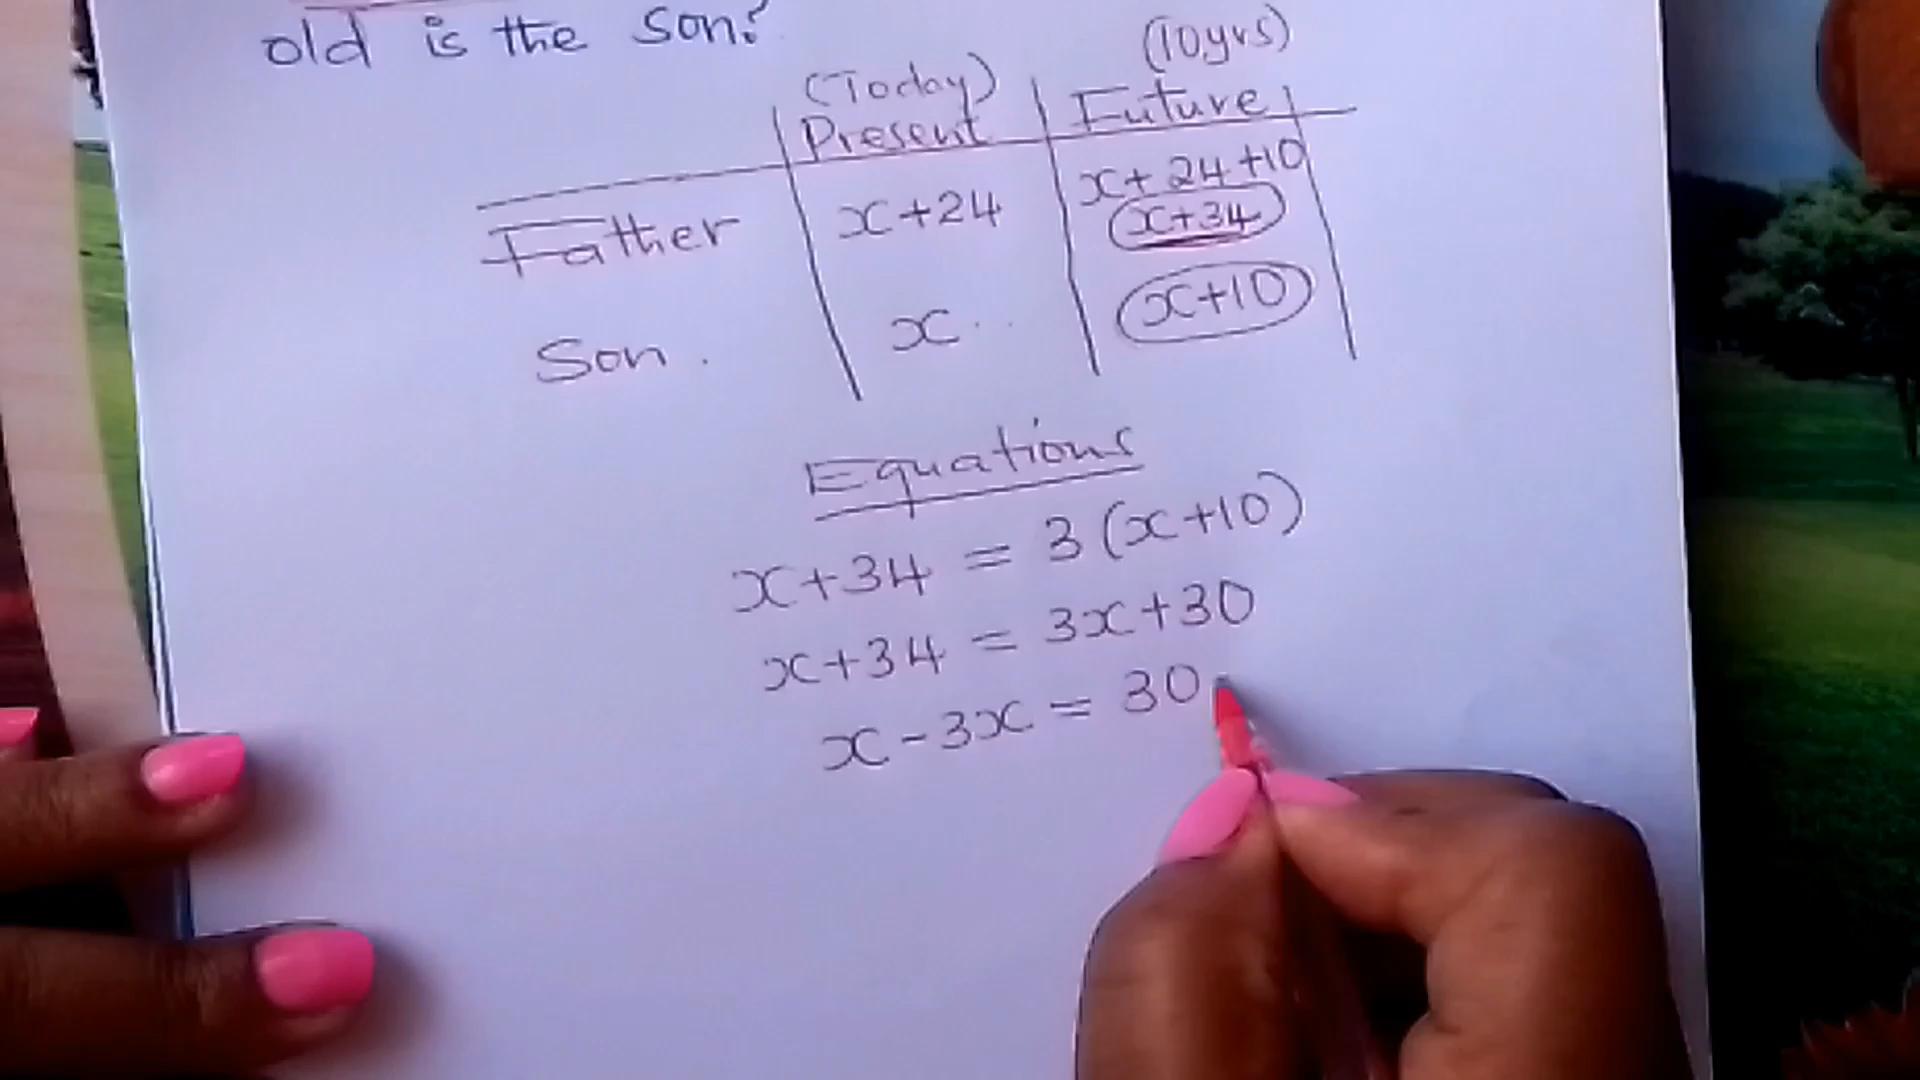 old is the son?
(Today) (10yrs)
Present Future
Father x+24 x+24+10
x+34
Son. x x+10
Equations
x+34 = 3(x+10)
x+34 = 3x+30
x-3x = 30